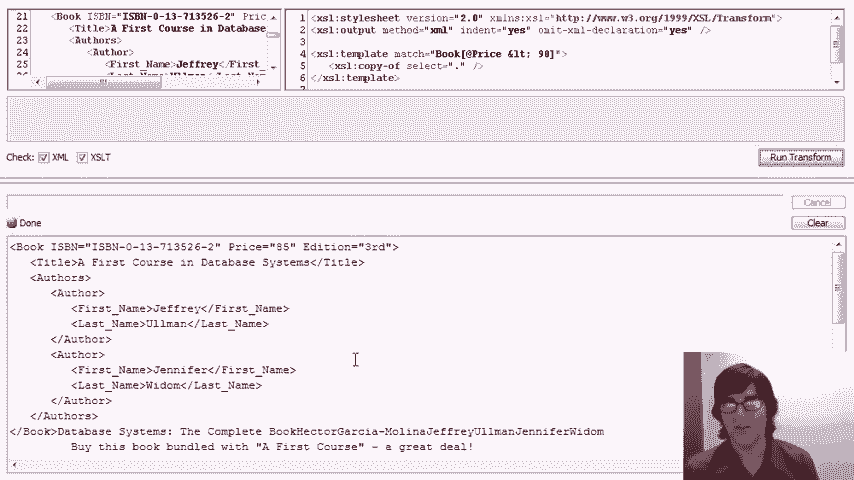 21 <Book ISBN="ISBN-0-13-713526-2" Pric
22 <Title>A First Course in Database
23 <Authors>
24 <Author>
25 <First_Name>Jeffrey</First_
1 <xsl:stylesheet version="2.0" xmlns:xsl="http://www.w3.org/1999/XSL/Transform">
2 <xsl:output method="xml" indent="yes" omit-xml-declaration="yes" />
3
4 <xsl:template match="Book[@Price &lt; 90]">
5 <xsl:copy-of select="." />
6 </xsl:template>
Check: XML XSLT
Run Transform
Cancel
Done
Clear
<Book ISBN="ISBN-0-13-713526-2" Price="85" Edition="3rd">
<Title>A First Course in Database Systems</Title>
<Authors>
<Author>
<First_Name>Jeffrey</First_Name>
<Last_Name>Ullman</Last_Name>
</Author>
<Author>
<First_Name>Jennifer</First_Name>
<Last_Name>Widom</Last_Name>
</Author>
</Authors>
</Book>Database Systems: The Complete BookHectorGarcia-MolinaJeffreyUllmanJenniferWidom
Buy this book bundled with "A First Course" - a great deal!